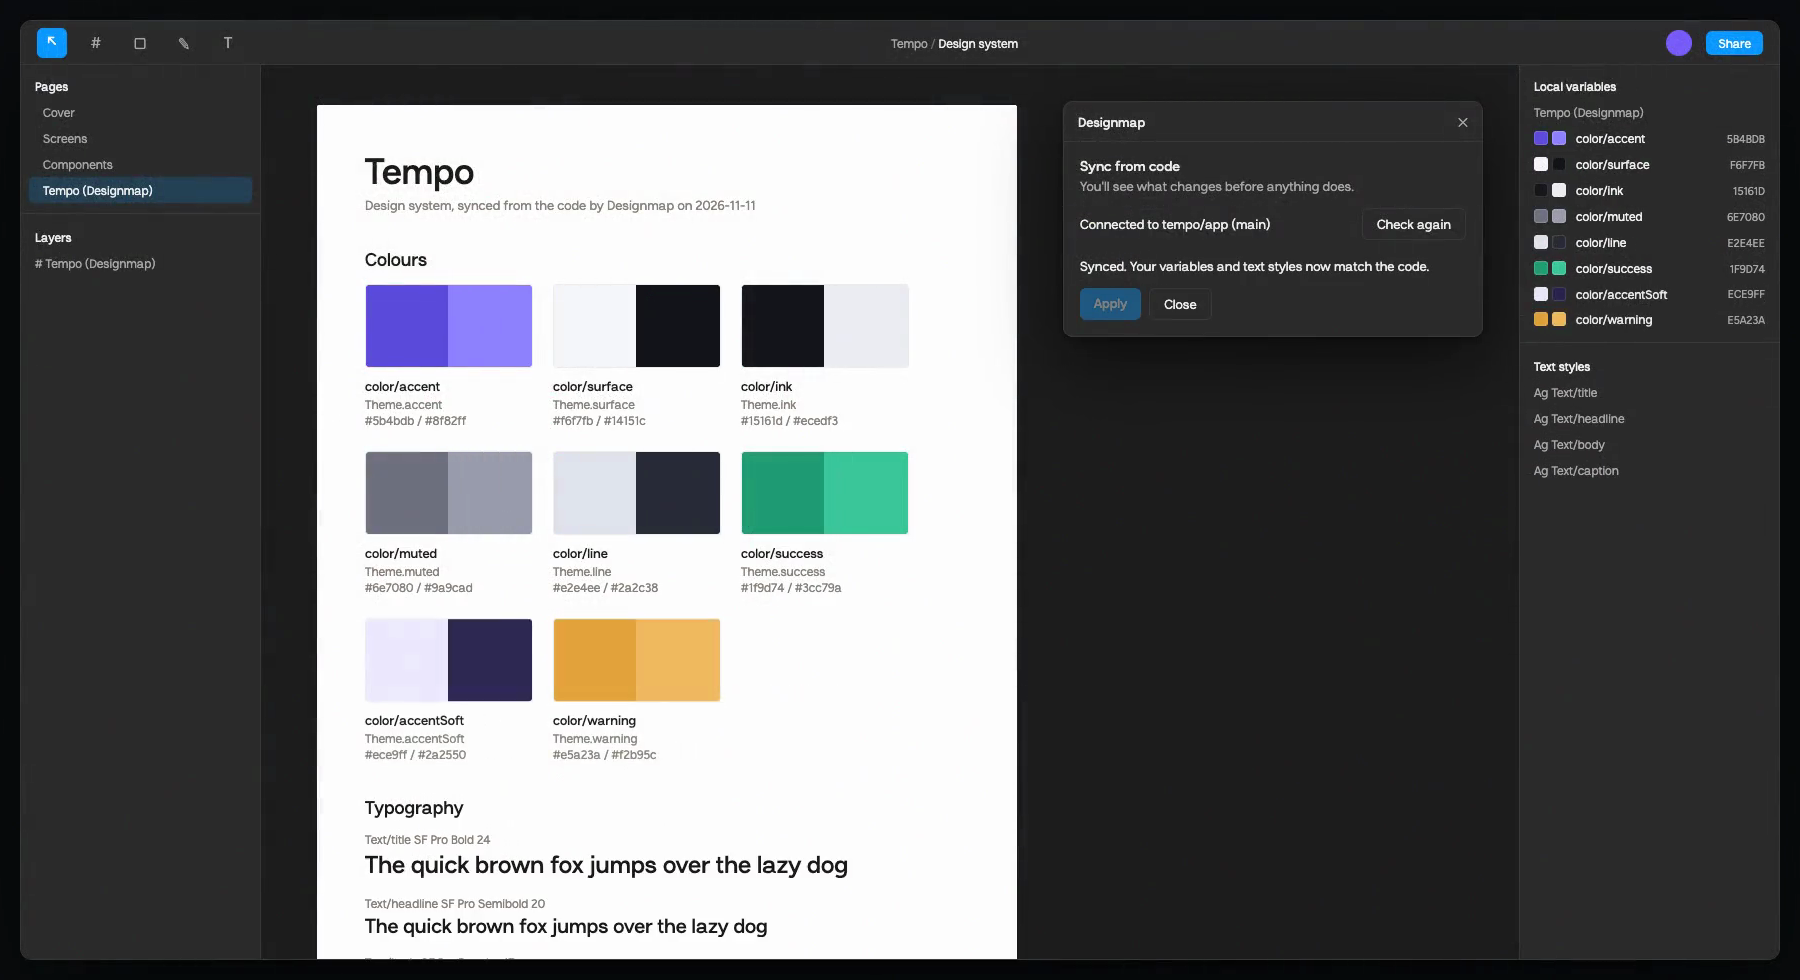 # T
Tempo / Design system
Share
Pages
Cover
Screens
Components
Tempo (Designmap)
Layers
# Tempo (Designmap)
Tempo
Design system, synced from the code by Designmap on 2026-11-11
Colours
color/accent
Theme.accent
#5b4bdb / #8f82ff
color/surface
Theme.surface
#f6f7fb / #14151c
color/ink
Theme.ink
#15161d / #ecedf3
color/muted
Theme.muted
#6e7080 / #9a9cad
color/line
Theme.line
#e2e4ee / #2a2c38
color/success
Theme.success
#1f9d74 / #3cc79a
color/accentSoft
Theme.accentSoft
#ece9ff / #2a2550
color/warning
Theme.warning
#e5a23a / #f2b95c
Typography
Text/title SF Pro Bold 24
The quick brown fox jumps over the lazy dog
Text/headline SF Pro Semibold 20
The quick brown fox jumps over the lazy dog
Designmap
Sync from code
You'll see what changes before anything does.
Connected to tempo/app (main)
Check again
Synced. Your variables and text styles now match the code.
Apply
Close
Local variables
Tempo (Designmap)
color/accent 5B4BDB
color/surface F6F7FB
color/ink 15161D
color/muted 6E7080
color/line E2E4EE
color/success 1F9D74
color/accentSoft ECE9FF
color/warning E5A23A
Text styles
Ag Text/title
Ag Text/headline
Ag Text/body
Ag Text/caption